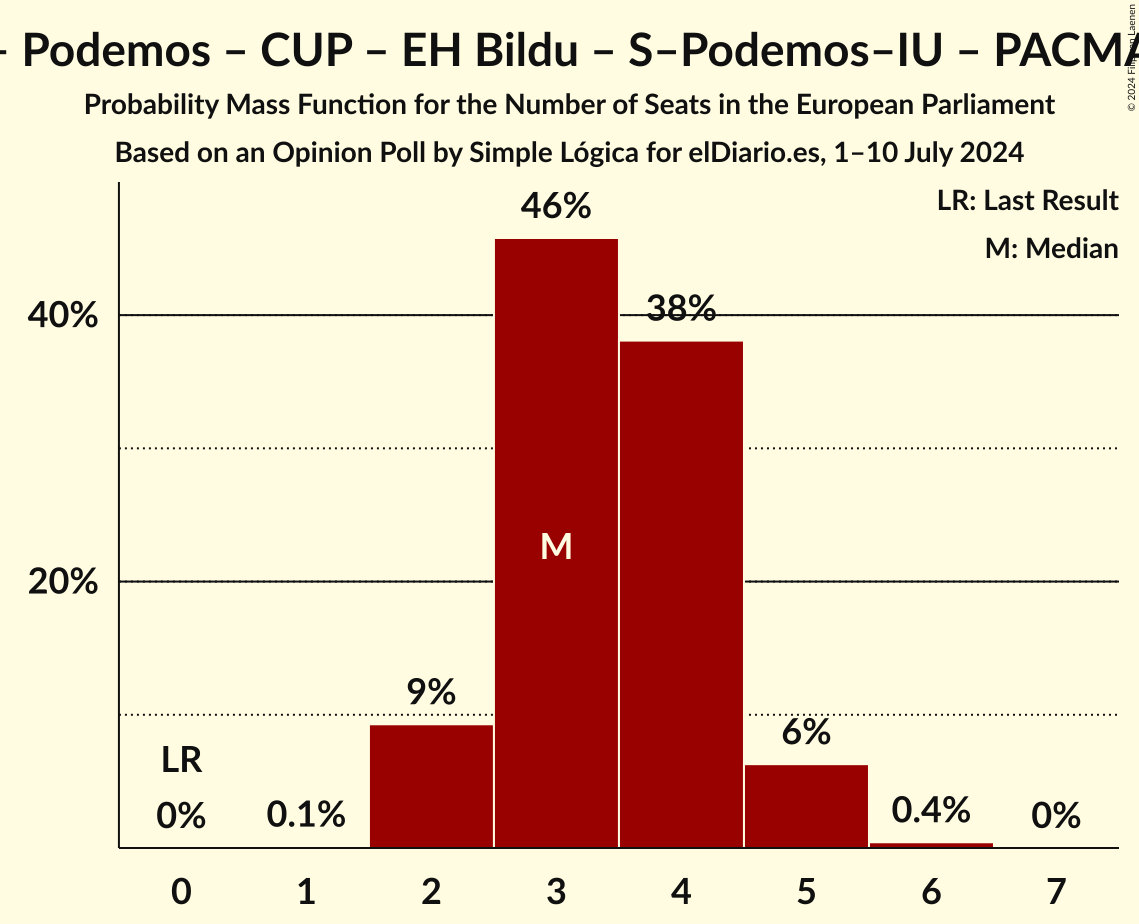 – Podemos – CUP – EH Bildu – S–Podemos–IU – PACMA
Probability Mass Function for the Number of Seats in the European Parliament
Based on an Opinion Poll by Simple Lógica for elDiario.es, 1–10 July 2024
© 2024 Filip van Laenen
LR: Last Result
M: Median
46%
38%
40%
M
20%
9%
6%
LR
0%
0.1%
0.4%
0%
0 1 2 3 4 5 6 7